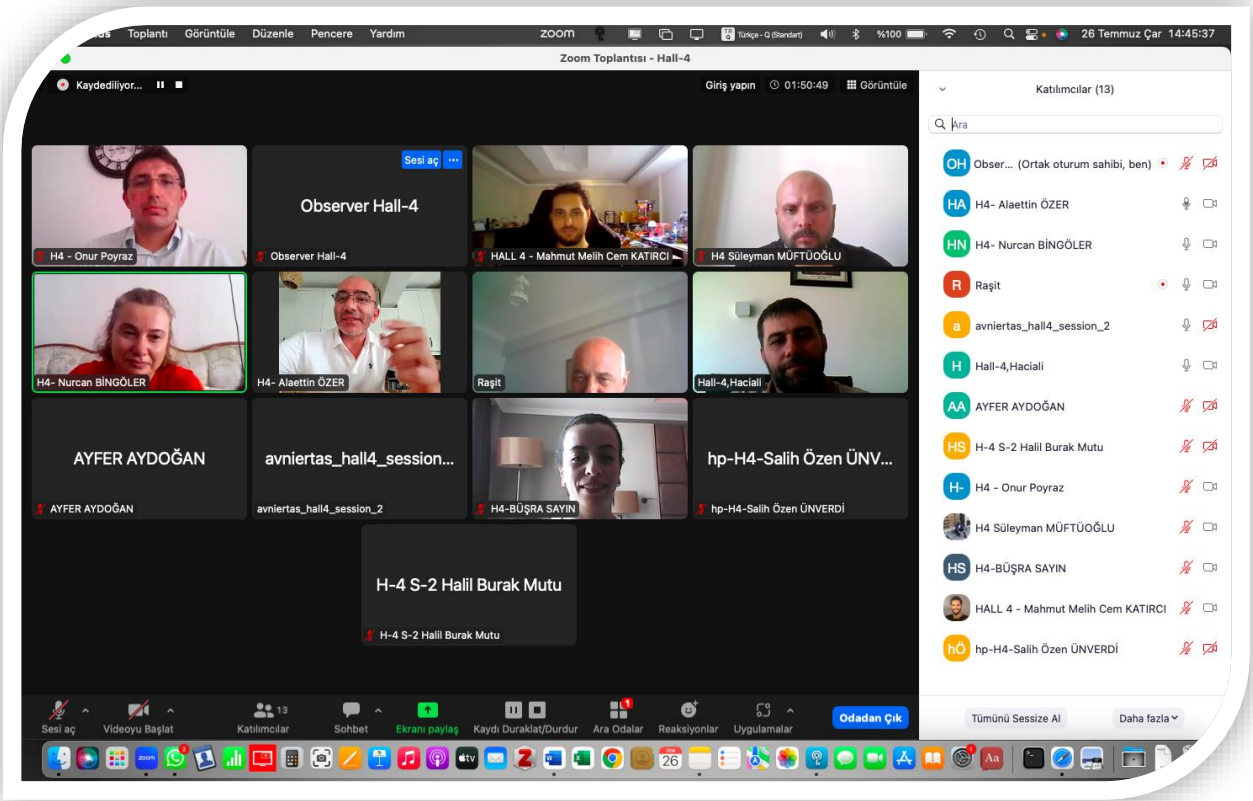 Toplantı Görüntüle Düzenle Pencere Yardım
zoom
Türkçe - Q (Standart)
%100
26 Temmuz Çar 14:45:37
Zoom Toplantısı - Hall-4
Kaydediliyor...
Giriş yapın
01:50:49
Görüntüle
Sesi aç
Observer Hall-4
H4 - Onur Poyraz
Observer Hall-4
HALL 4 - Mahmut Melih Cem KATIRCI
H4 Süleyman MÜFTÜOĞLU
H4- Nurcan BİNGÖLER
H4- Alaettin ÖZER
Raşit
Hall-4,Haciali
AYFER AYDOĞAN
avniertas_hall4_session...
hp-H4-Salih Özen ÜNV...
AYFER AYDOĞAN
avniertas_hall4_session_2
H4-BÜŞRA SAYIN
hp-H4-Salih Özen ÜNVERDİ
H-4 S-2 Halil Burak Mutu
H-4 S-2 Halil Burak Mutu
Katılımcılar (13)
Ara
OH Obser... (Ortak oturum sahibi, ben)
HA H4- Alaettin ÖZER
HN H4- Nurcan BİNGÖLER
R Raşit
a avniertas_hall4_session_2
H Hall-4,Haciali
AA AYFER AYDOĞAN
HS H-4 S-2 Halil Burak Mutu
H- H4 - Onur Poyraz
H4 Süleyman MÜFTÜOĞLU
HS H4-BÜŞRA SAYIN
HALL 4 - Mahmut Melih Cem KATIRCI
hÖ hp-H4-Salih Özen ÜNVERDİ
Tümünü Sessize Al
Daha fazla
13
1
Sesi aç
Videoyu Başlat
Katılımcılar
Sohbet
Ekranı paylaş
Kaydı Duraklat/Durdur
Ara Odalar
Reaksiyonlar
Uygulamalar
Odadan Çık
zoom
tv
26
Aa